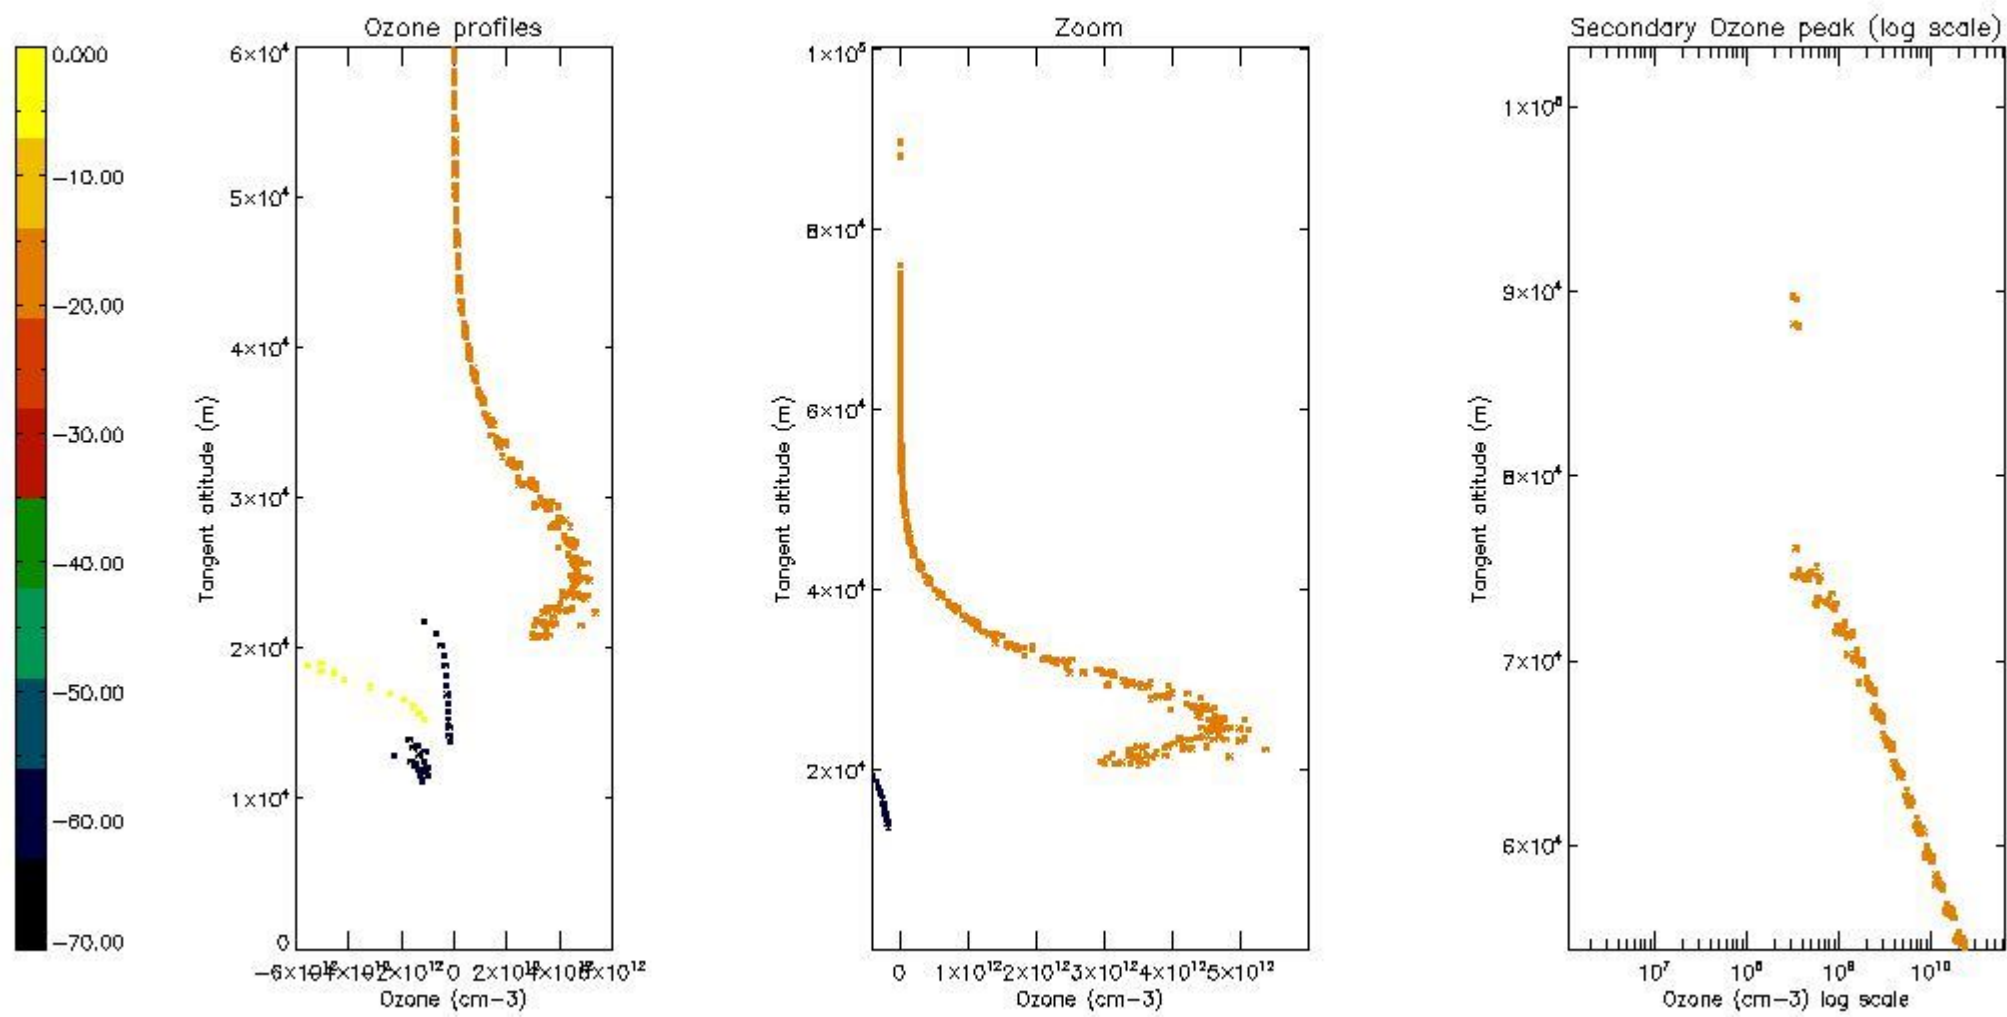 Ozone profiles
Zoom
Secondary Ozone peak (log scale)
0.000
−10.00
−20.00
−30.00
−40.00
−50.00
−60.00
−70.00
6×10⁴
5×10⁴
4×10⁴
3×10⁴
2×10⁴
1×10⁴
0
Tangent altitude (m)
0
Ozone (cm−3)
1×10⁵
8×10⁴
6×10⁴
4×10⁴
2×10⁴
Tangent altitude (m)
0 1×10¹² 2×10¹² 3×10¹² 4×10¹² 5×10¹²
Ozone (cm−3)
9×10⁴
8×10⁴
7×10⁴
6×10⁴
Tangent altitude (m)
10⁷ 10⁸ 10⁹ 10¹⁰
Ozone (cm−3) log scale